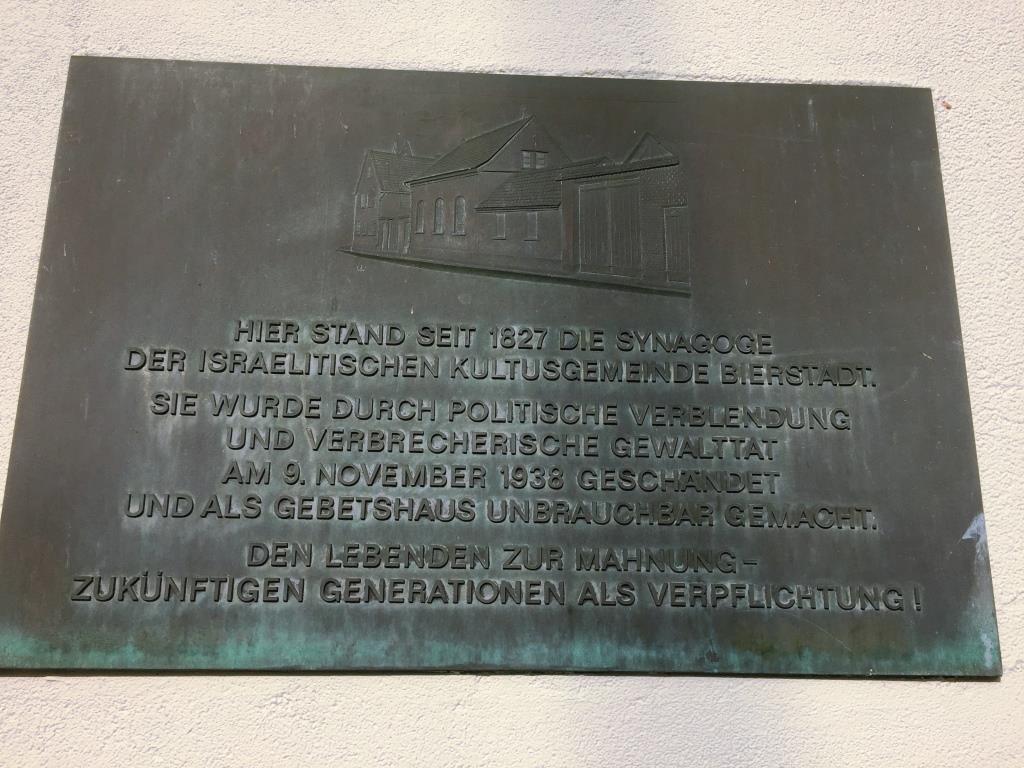 HIER STAND SEIT 1827 DIE SYNAGOGE
DER ISRAELITISCHEN KULTUSGEMEINDE BIERSTADT.
SIE WURDE DURCH POLITISCHE VERBLENDUNG
UND VERBRECHERISCHE GEWALTTAT
AM 9. NOVEMBER 1938 GESCHÄNDET
UND ALS GEBETSHAUS UNBRAUCHBAR GEMACHT.
DEN LEBENDEN ZUR MAHNUNG –
ZUKÜNFTIGEN GENERATIONEN ALS VERPFLICHTUNG !